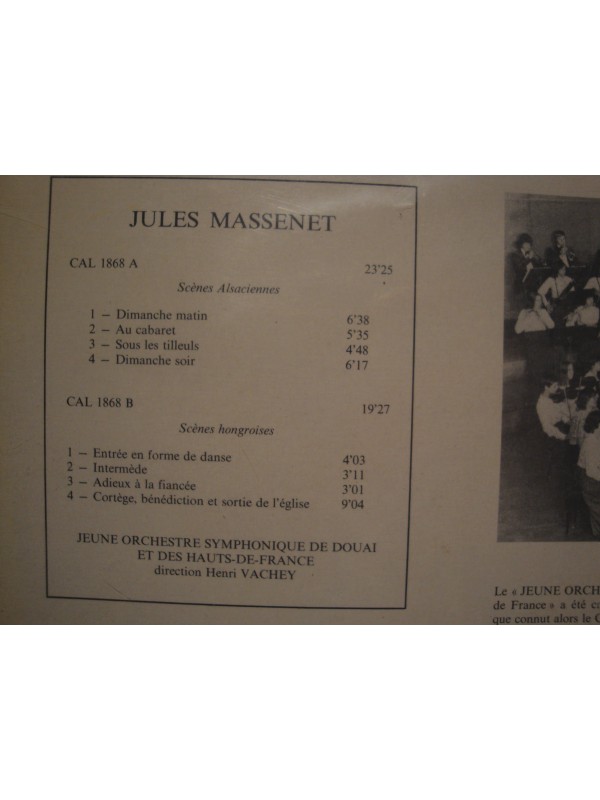 JULES MASSENET
CAL 1868 A 23'25
Scènes Alsaciennes
1 — Dimanche matin 6'38
2 — Au cabaret 5'35
3 — Sous les tilleuls 4'48
4 — Dimanche soir 6'17
CAL 1868 B 19'27
Scènes hongroises
1 — Entrée en forme de danse 4'03
2 — Intermède 3'11
3 — Adieux à la fiancée 3'01
4 — Cortège, bénédiction et sortie de l'église 9'04
JEUNE ORCHESTRE SYMPHONIQUE DE DOUAI
ET DES HAUTS-DE-FRANCE
direction Henri VACHEY
Le « JEUNE ORCH
de France » a été co
que connut alors le C